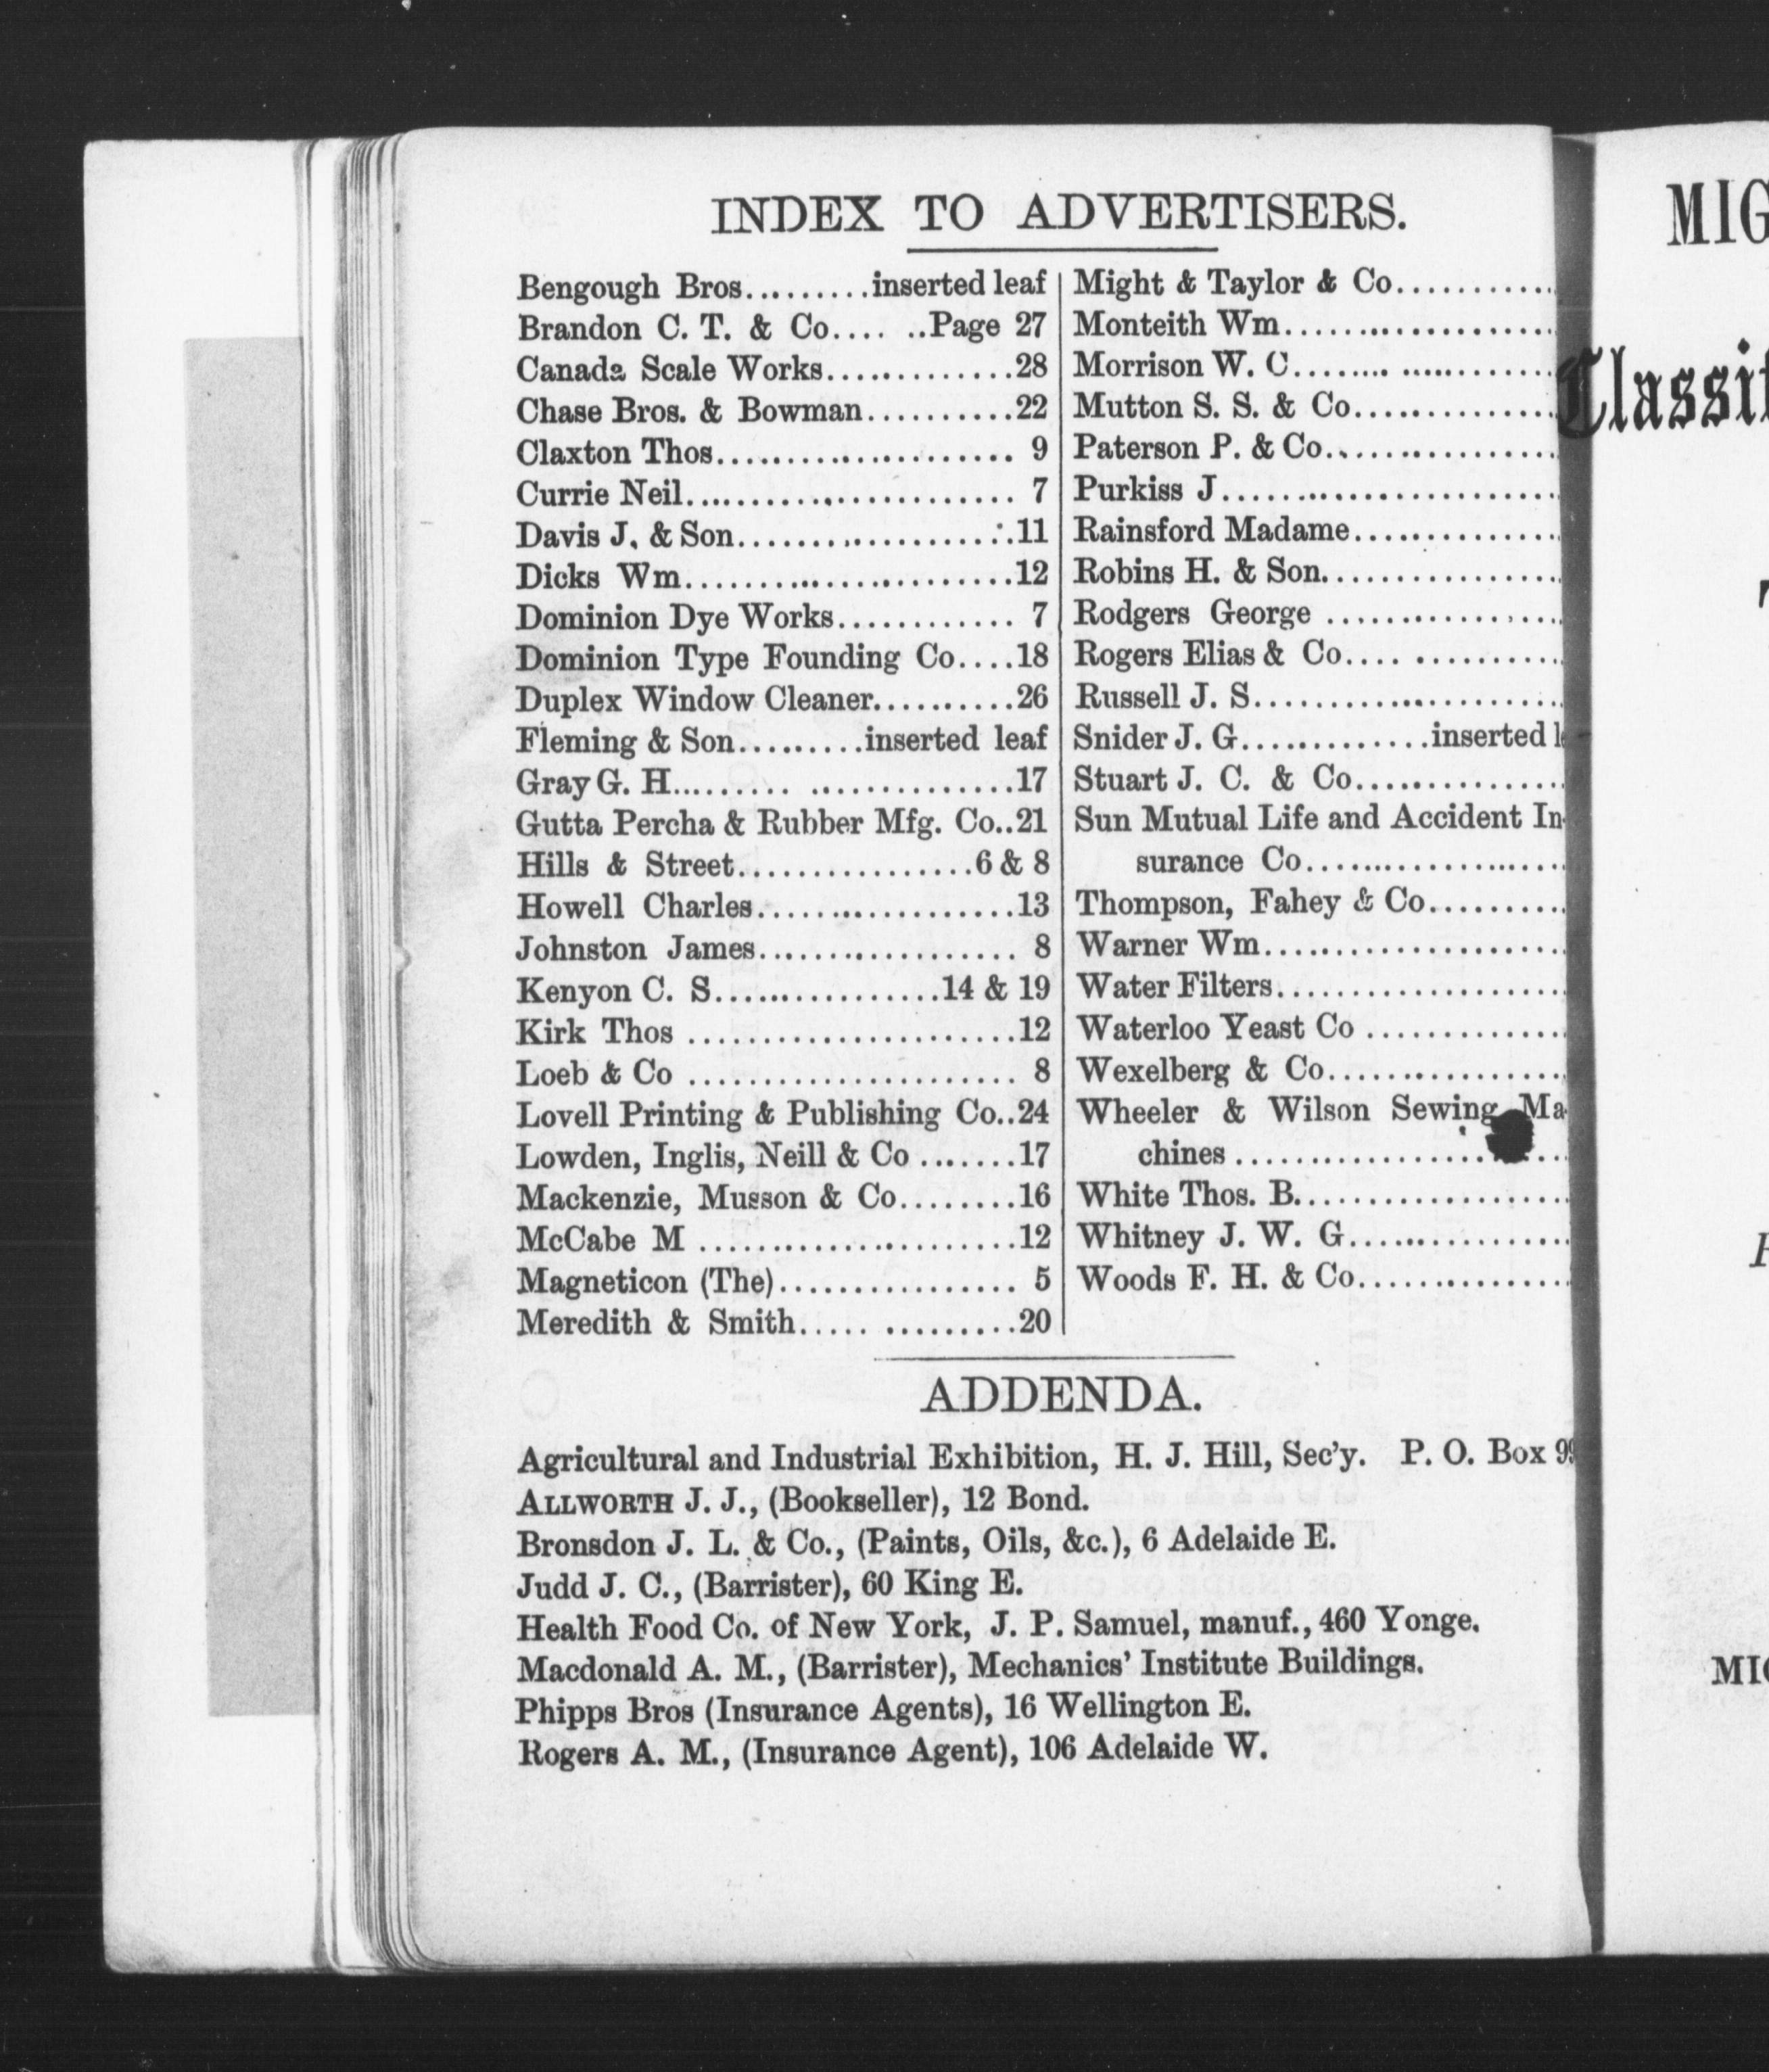 INDEX TO ADVERTISERS.
Bengough Bros.........inserted leaf
Brandon C. T. & Co.... ..Page 27
Canada Scale Works.............28
Chase Bros. & Bowman..........22
Claxton Thos...................... 9
Currie Neil......................... 7
Davis J. & Son...................11
Dicks Wm.........................12
Dominion Dye Works............ 7
Dominion Type Founding Co....18
Duplex Window Cleaner..........26
Fleming & Son.........inserted leaf
Gray G. H......... ...............17
Gutta Percha & Rubber Mfg. Co..21
Hills & Street.................6 & 8
Howell Charles...................13
Johnston James.................. 8
Kenyon C. S.................14 & 19
Kirk Thos ........................12
Loeb & Co ........................ 8
Lovell Printing & Publishing Co..24
Lowden, Inglis, Neill & Co .......17
Mackenzie, Musson & Co........16
McCabe M ........................12
Magneticon (The)................. 5
Meredith & Smith..... ..........20
Might & Taylor & Co...........
Monteith Wm....................
Morrison W. C....... ...........
Mutton S. S. & Co..............
Paterson P. & Co................
Purkiss J........................
Rainsford Madame..............
Robins H. & Son................
Rodgers George ................
Rogers Elias & Co.... ..........
Russell J. S......................
Snider J. G.............inserted
Stuart J. C. & Co...............
Sun Mutual Life and Accident In-
surance Co...................
Thompson, Fahey & Co.........
Warner Wm.....................
Water Filters....................
Waterloo Yeast Co ..............
Wexelberg & Co.................
Wheeler & Wilson Sewing Ma-
chines .......................
White Thos. B...................
Whitney J. W. G................
Woods F. H. & Co...............
ADDENDA.
Agricultural and Industrial Exhibition, H. J. Hill, Sec'y. P. O. Box
ALLWORTH J. J., (Bookseller), 12 Bond.
Bronsdon J. L. & Co., (Paints, Oils, &c.), 6 Adelaide E.
Judd J. C., (Barrister), 60 King E.
Health Food Co. of New York, J. P. Samuel, manuf., 460 Yonge.
Macdonald A. M., (Barrister), Mechanics' Institute Buildings.
Phipps Bros (Insurance Agents), 16 Wellington E.
Rogers A. M., (Insurance Agent), 106 Adelaide W.
MIG
Classif